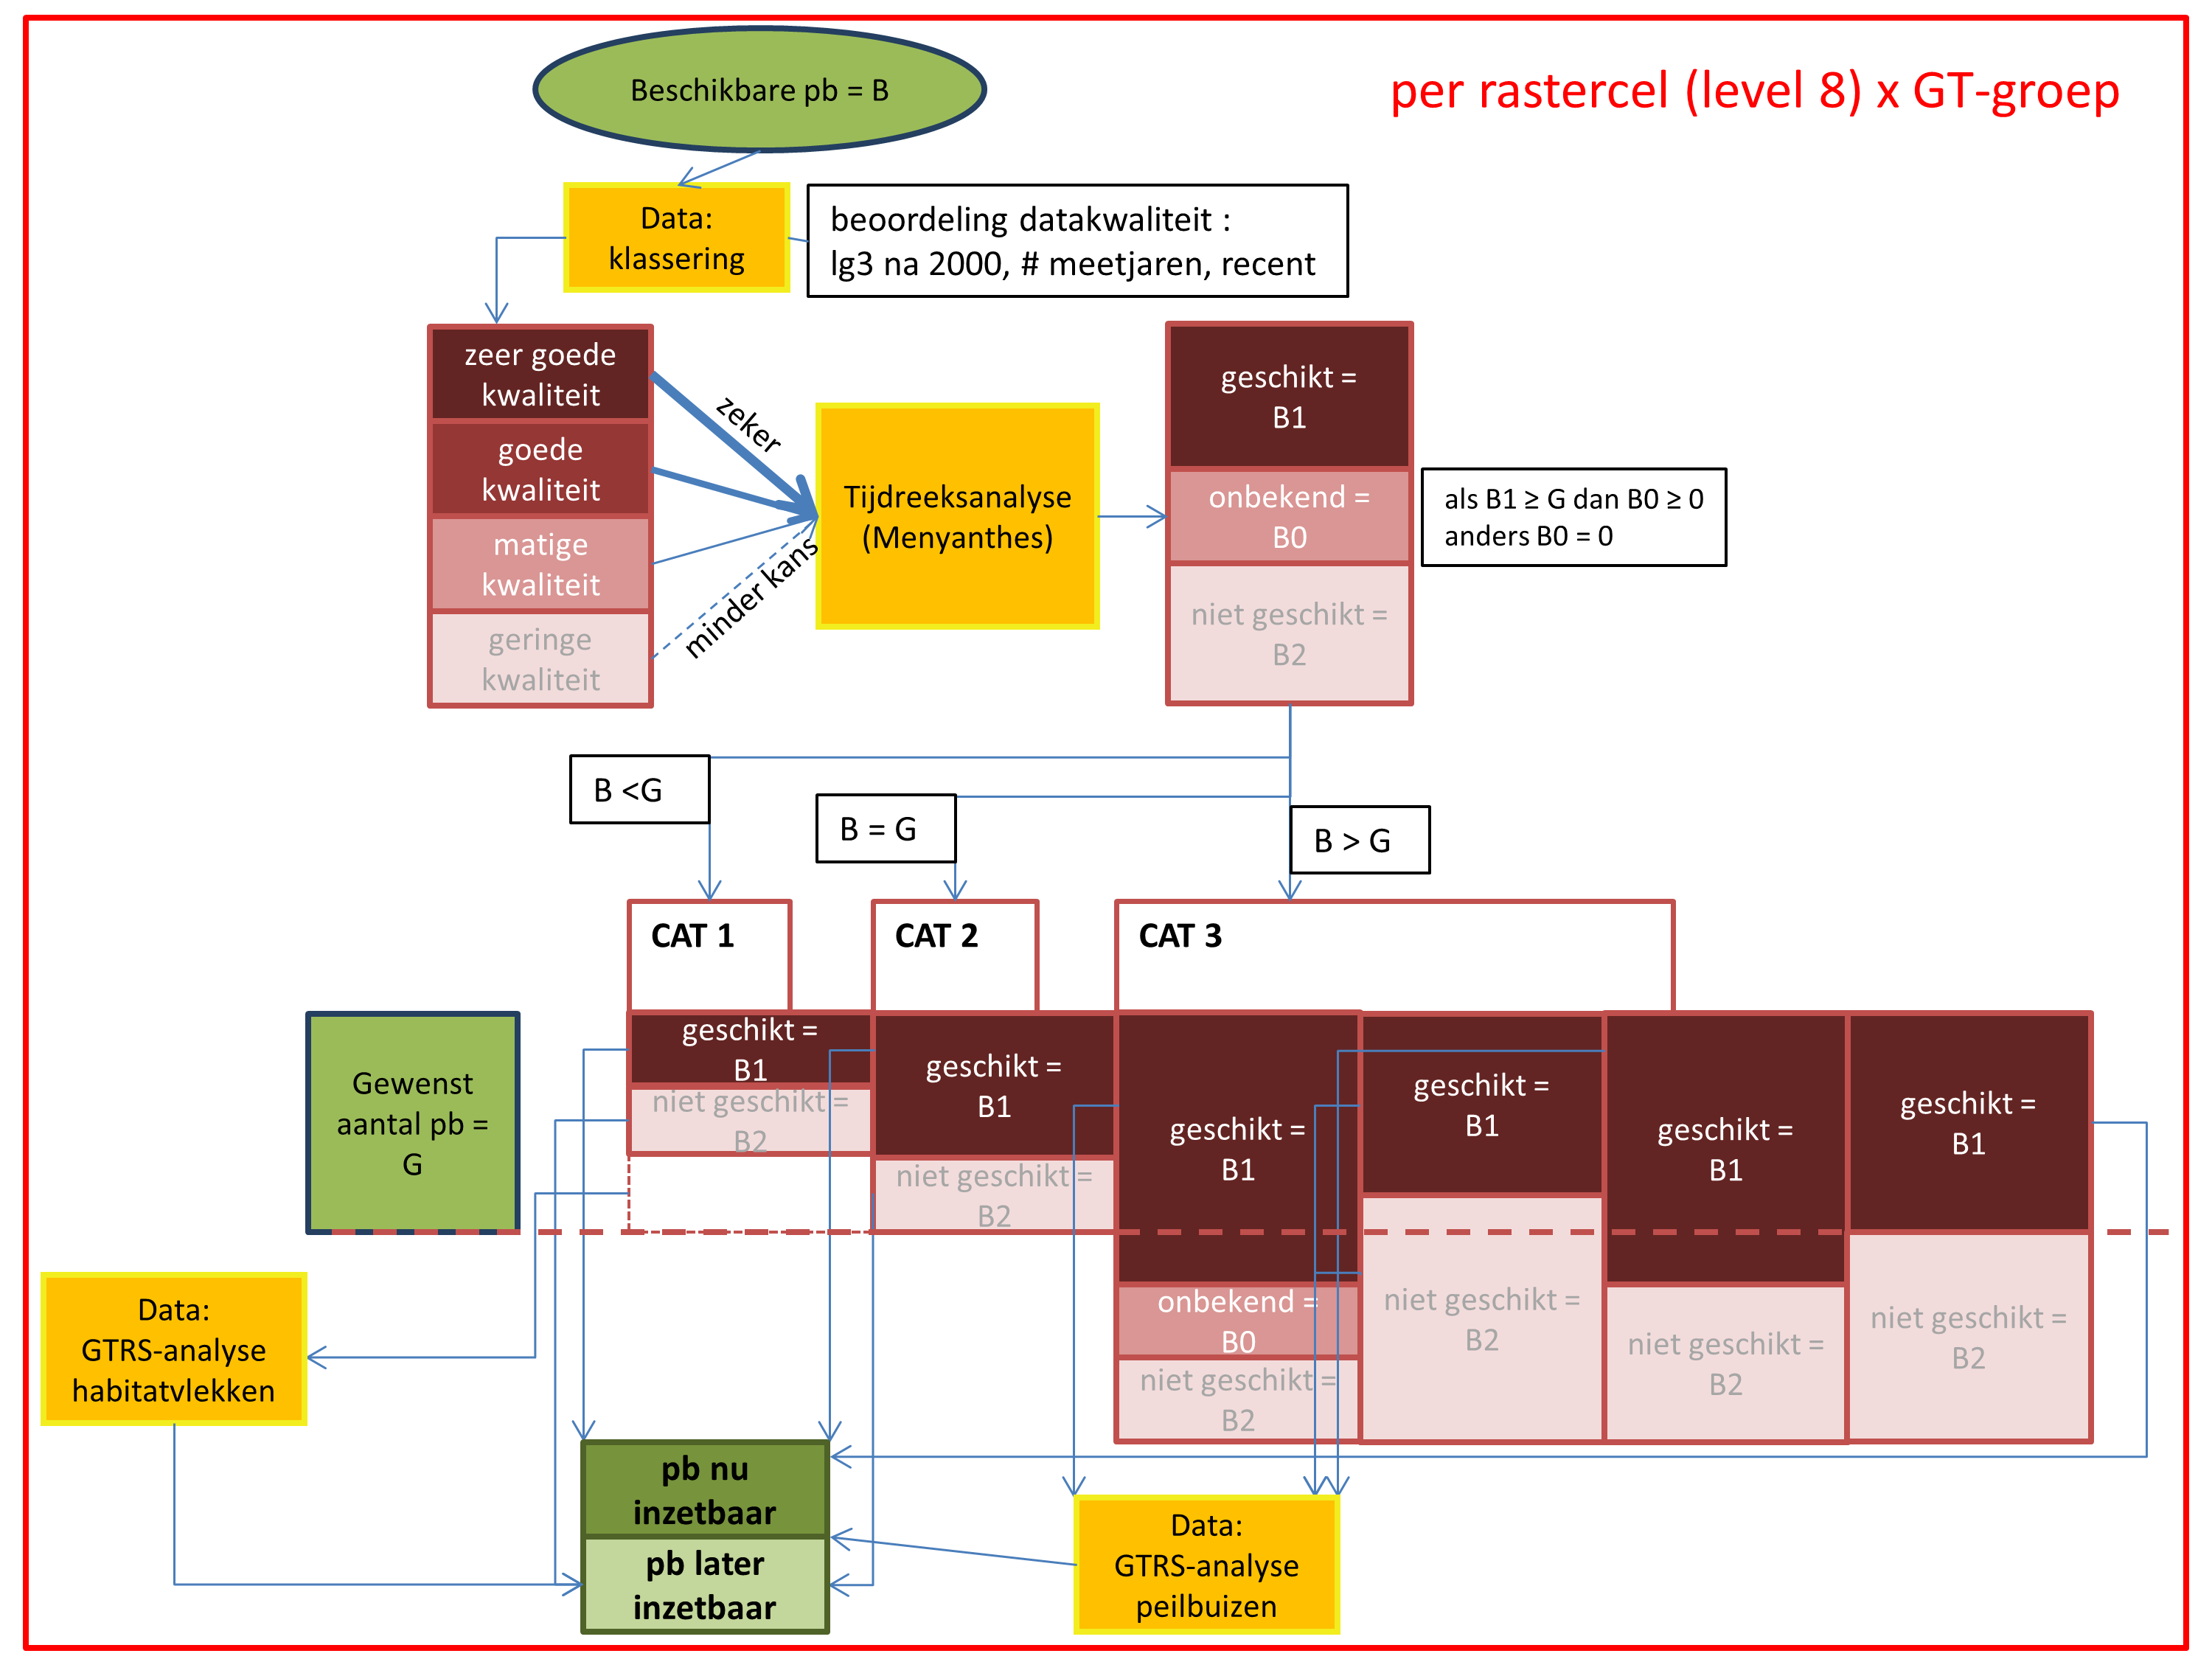 Beschikbare pb = B
per rastercel (level 8) x GT-groep
Data:
klassering
beoordeling datakwaliteit :
lg3 na 2000, # meetjaren, recent
zeer goede
kwaliteit
goede
kwaliteit
matige
kwaliteit
geringe
kwaliteit
zeker
minder kans
Tijdreeksanalyse
(Menyanthes)
geschikt =
B1
onbekend =
B0
niet geschikt =
B2
als B1 ≥ G dan B0 ≥ 0
anders B0 = 0
B <G
B = G
B > G
CAT 1
CAT 2
CAT 3
Gewenst
aantal pb =
G
geschikt =
B1
niet geschikt =
B2
geschikt =
B1
niet geschikt =
B2
geschikt =
B1
onbekend =
B0
niet geschikt =
B2
geschikt =
B1
niet geschikt =
B2
geschikt =
B1
niet geschikt =
B2
geschikt =
B1
niet geschikt =
B2
Data:
GTRS-analyse
habitatvlekken
pb nu
inzetbaar
pb later
inzetbaar
Data:
GTRS-analyse
peilbuizen